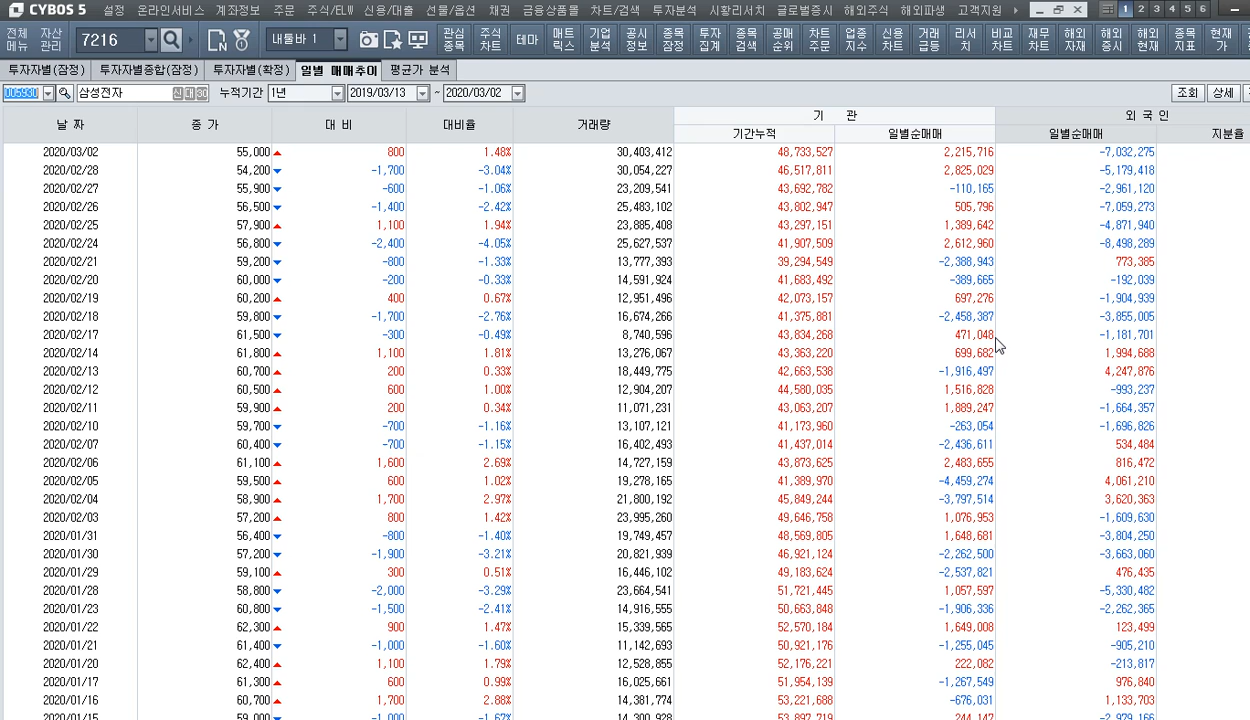 CYBOS 5 설정 온라인서비스 계좌정보 주문 주식/ELW 신용/대출 선물/옵션 채권 금융상품몰 차트/검색 투자분석 시황리서치 글로벌증시 해외주식 해외파생 고객지원 1 2 3 4 5 6
전체메뉴 자산관리 7216 내툴바 1 관심종목 주식차트 테마 매트릭스 기업분석 공시정보 종목잠정 투자집계 종목검색 공매순위 차트주문 업종지수 신용차트 거래급등 리서치 비교차트 재무차트 해외자재 해외증시 해외현재 종목지표 현재가
투자자별(잠정) 투자자별종합(잠정) 투자자별(확정) 일별 매매추이 평균가 분석
005930 삼성전자 신 대 30 누적기간 1년 2019/03/13 ~ 2020/03/02 조회 상세
날 짜 종 가 대 비 대비율 거래량 기 관 외 국 인
기간누적 일별순매매 일별순매매 지분율
2020/03/02 55,000 800 1.48% 30,403,412 48,733,527 2,215,716 -7,032,275
2020/02/28 54,200 -1,700 -3.04% 30,054,227 46,517,811 2,825,029 -5,179,418
2020/02/27 55,900 -600 -1.06% 23,209,541 43,692,782 -110,165 -2,961,120
2020/02/26 56,500 -1,400 -2.42% 25,483,102 43,802,947 505,796 -7,059,273
2020/02/25 57,900 1,100 1.94% 23,885,408 43,297,151 1,389,642 -4,871,940
2020/02/24 56,800 -2,400 -4.05% 25,627,537 41,907,509 2,612,960 -8,498,289
2020/02/21 59,200 -800 -1.33% 13,777,393 39,294,549 -2,388,943 773,385
2020/02/20 60,000 -200 -0.33% 14,591,924 41,683,492 -389,665 -192,039
2020/02/19 60,200 400 0.67% 12,951,496 42,073,157 697,276 -1,904,939
2020/02/18 59,800 -1,700 -2.76% 16,674,266 41,375,881 -2,458,387 -3,855,005
2020/02/17 61,500 -300 -0.49% 8,740,596 43,834,268 471,048 -1,181,701
2020/02/14 61,800 1,100 1.81% 13,276,067 43,363,220 699,682 1,994,688
2020/02/13 60,700 200 0.33% 18,449,775 42,663,538 -1,916,497 4,247,876
2020/02/12 60,500 600 1.00% 12,904,207 44,580,035 1,516,828 -993,237
2020/02/11 59,900 200 0.34% 11,071,231 43,063,207 1,889,247 -1,664,357
2020/02/10 59,700 -700 -1.16% 13,107,121 41,173,960 -263,054 -1,696,826
2020/02/07 60,400 -700 -1.15% 16,402,493 41,437,014 -2,436,611 534,484
2020/02/06 61,100 1,600 2.69% 14,727,159 43,873,625 2,483,655 816,472
2020/02/05 59,500 600 1.02% 19,278,165 41,389,970 -4,459,274 4,061,210
2020/02/04 58,900 1,700 2.97% 21,800,192 45,849,244 -3,797,514 3,620,363
2020/02/03 57,200 800 1.42% 23,995,260 49,646,758 1,076,953 -1,609,630
2020/01/31 56,400 -800 -1.40% 19,749,457 48,569,805 1,648,681 -3,804,250
2020/01/30 57,200 -1,900 -3.21% 20,821,939 46,921,124 -2,262,500 -3,663,060
2020/01/29 59,100 300 0.51% 16,446,102 49,183,624 -2,537,821 476,435
2020/01/28 58,800 -2,000 -3.29% 23,664,541 51,721,445 1,057,597 -5,330,482
2020/01/23 60,800 -1,500 -2.41% 14,916,555 50,663,848 -1,906,336 -2,262,365
2020/01/22 62,300 900 1.47% 15,339,565 52,570,184 1,649,008 123,499
2020/01/21 61,400 -1,000 -1.60% 11,142,693 50,921,176 -1,255,045 -905,210
2020/01/20 62,400 1,100 1.79% 12,528,855 52,176,221 222,082 -213,817
2020/01/17 61,300 600 0.99% 16,025,661 51,954,139 -1,267,549 976,840
2020/01/16 60,700 1,700 2.88% 14,381,774 53,221,688 -676,031 1,133,703
2020/01/15 59,000 -1,000 -1.67% 14,300,928 53,897,719 244,147 -2,979,166